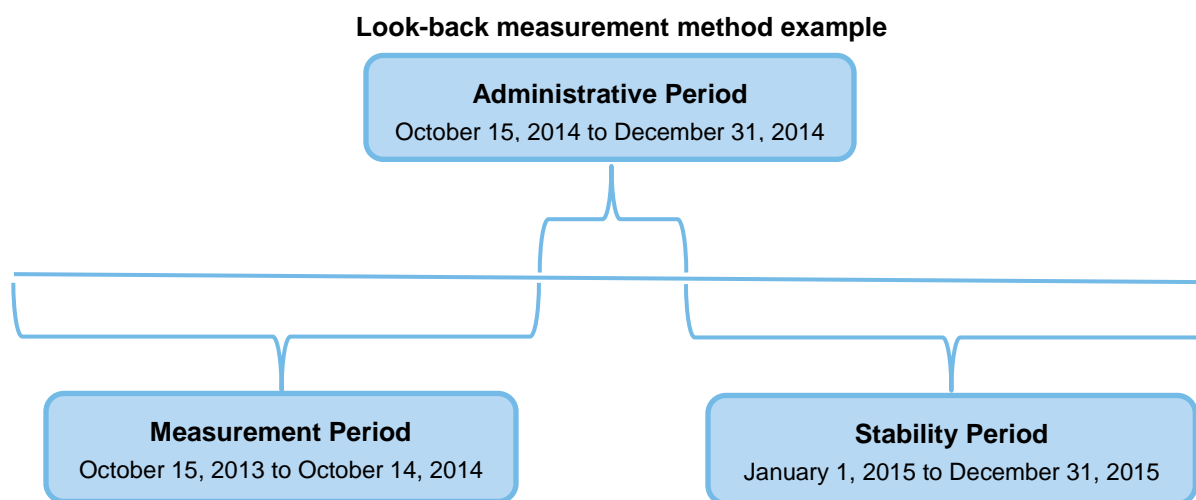 Look-back measurement method example
Administrative Period
October 15, 2014 to December 31, 2014
Measurement Period
October 15, 2013 to October 14, 2014
Stability Period
January 1, 2015 to December 31, 2015